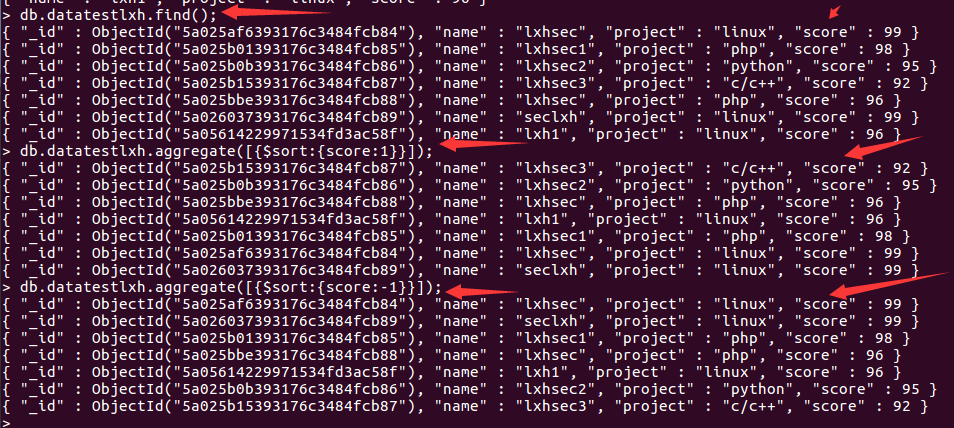 > db.datatestlxh.find();
{ "_id" : ObjectId("5a025af6393176c3484fcb84"), "name" : "lxhsec", "project" : "linux", "score" : 99 }
{ "_id" : ObjectId("5a025b01393176c3484fcb85"), "name" : "lxhsec1", "project" : "php", "score" : 98 }
{ "_id" : ObjectId("5a025b0b393176c3484fcb86"), "name" : "lxhsec2", "project" : "python", "score" : 95 }
{ "_id" : ObjectId("5a025b15393176c3484fcb87"), "name" : "lxhsec3", "project" : "c/c++", "score" : 92 }
{ "_id" : ObjectId("5a025bbe393176c3484fcb88"), "name" : "lxhsec", "project" : "php", "score" : 96 }
{ "_id" : ObjectId("5a026037393176c3484fcb89"), "name" : "seclxh", "project" : "linux", "score" : 99 }
{ "_id" : ObjectId("5a05614229971534fd3ac58f"), "name" : "lxh1", "project" : "linux", "score" : 96 }
> db.datatestlxh.aggregate([{$sort:{score:1}}]);
{ "_id" : ObjectId("5a025b15393176c3484fcb87"), "name" : "lxhsec3", "project" : "c/c++", "score" : 92 }
{ "_id" : ObjectId("5a025b0b393176c3484fcb86"), "name" : "lxhsec2", "project" : "python", "score" : 95 }
{ "_id" : ObjectId("5a025bbe393176c3484fcb88"), "name" : "lxhsec", "project" : "php", "score" : 96 }
{ "_id" : ObjectId("5a05614229971534fd3ac58f"), "name" : "lxh1", "project" : "linux", "score" : 96 }
{ "_id" : ObjectId("5a025b01393176c3484fcb85"), "name" : "lxhsec1", "project" : "php", "score" : 98 }
{ "_id" : ObjectId("5a025af6393176c3484fcb84"), "name" : "lxhsec", "project" : "linux", "score" : 99 }
{ "_id" : ObjectId("5a026037393176c3484fcb89"), "name" : "seclxh", "project" : "linux", "score" : 99 }
> db.datatestlxh.aggregate([{$sort:{score:-1}}]);
{ "_id" : ObjectId("5a025af6393176c3484fcb84"), "name" : "lxhsec", "project" : "linux", "score" : 99 }
{ "_id" : ObjectId("5a026037393176c3484fcb89"), "name" : "seclxh", "project" : "linux", "score" : 99 }
{ "_id" : ObjectId("5a025b01393176c3484fcb85"), "name" : "lxhsec1", "project" : "php", "score" : 98 }
{ "_id" : ObjectId("5a025bbe393176c3484fcb88"), "name" : "lxhsec", "project" : "php", "score" : 96 }
{ "_id" : ObjectId("5a05614229971534fd3ac58f"), "name" : "lxh1", "project" : "linux", "score" : 96 }
{ "_id" : ObjectId("5a025b0b393176c3484fcb86"), "name" : "lxhsec2", "project" : "python", "score" : 95 }
{ "_id" : ObjectId("5a025b15393176c3484fcb87"), "name" : "lxhsec3", "project" : "c/c++", "score" : 92 }
>